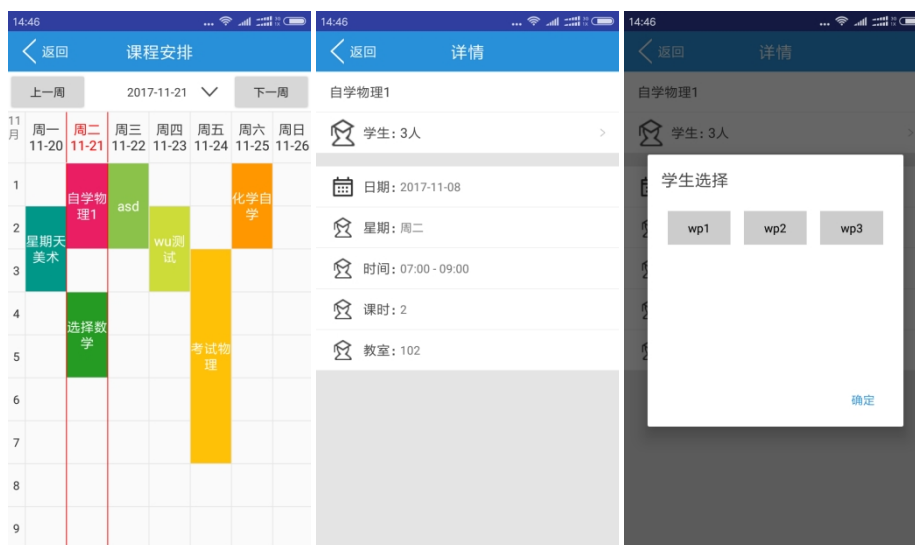 14:46
返回
课程安排
上一周
2017-11-21
下一周
11
月
周一
周二
周三
周四
周五
周六
周日
11-20
11-21
11-22
11-23
11-24
11-25
11-26
1
2
3
4
5
6
7
8
9
自学物
理1
asd
化学自
学
星期天
美术
wu测
试
选择数
学
考试物
理
14:46
返回
详情
自学物理1
学生: 3人
日期: 2017-11-08
星期: 周二
时间: 07:00 - 09:00
课时: 2
教室: 102
14:46
返回
详情
自学物理1
学生: 3人
学生选择
wp1
wp2
wp3
确定